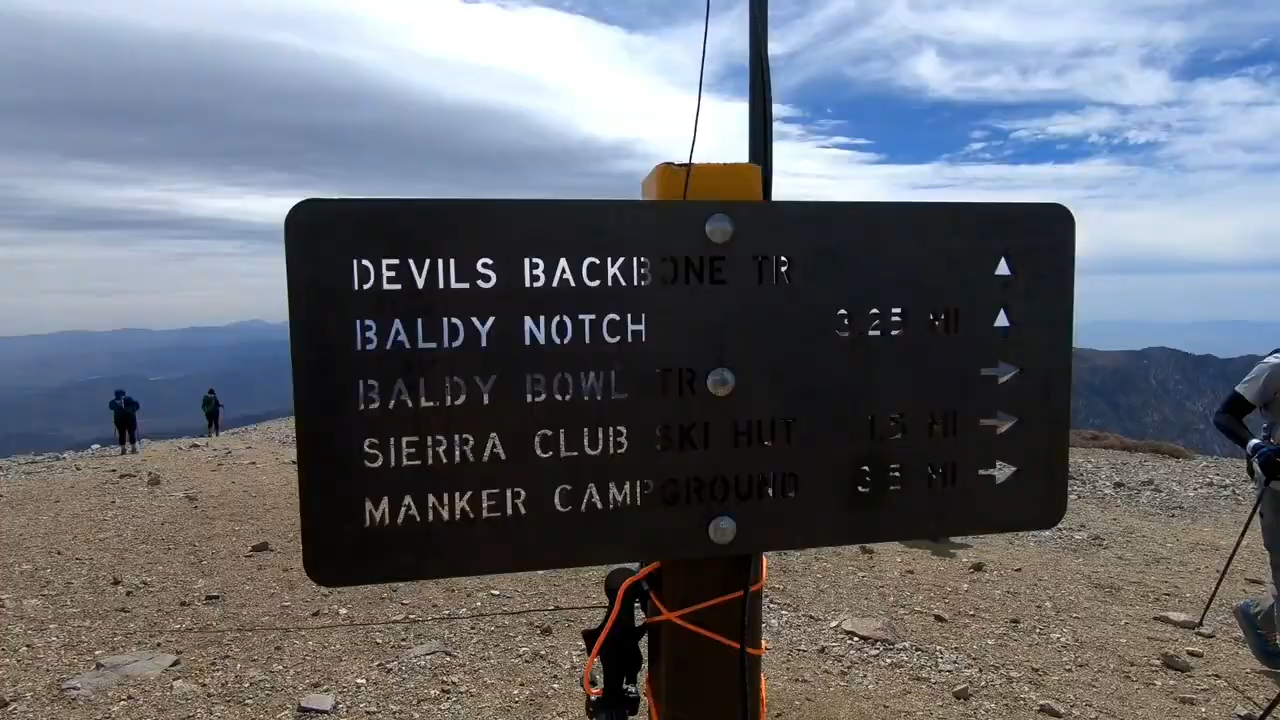 DEVILS BACKBONE TR
BALDY NOTCH 3.25 MI
BALDY BOWL TR
SIERRA CLUB SKI HUT 1.5 MI
MANKER CAMPGROUND 3.5 MI